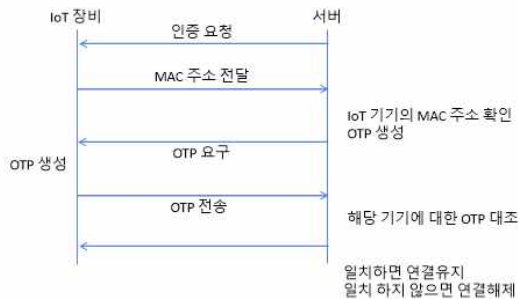 IoT 장비
서버
인증 요청
MAC 주소 전달
IoT 기기의 MAC 주소 확인
OTP 생성
OTP 요구
OTP 생성
OTP 전송
해당 기기에 대한 OTP 대조
일치하면 연결유지
일치 하지 않으면 연결해제